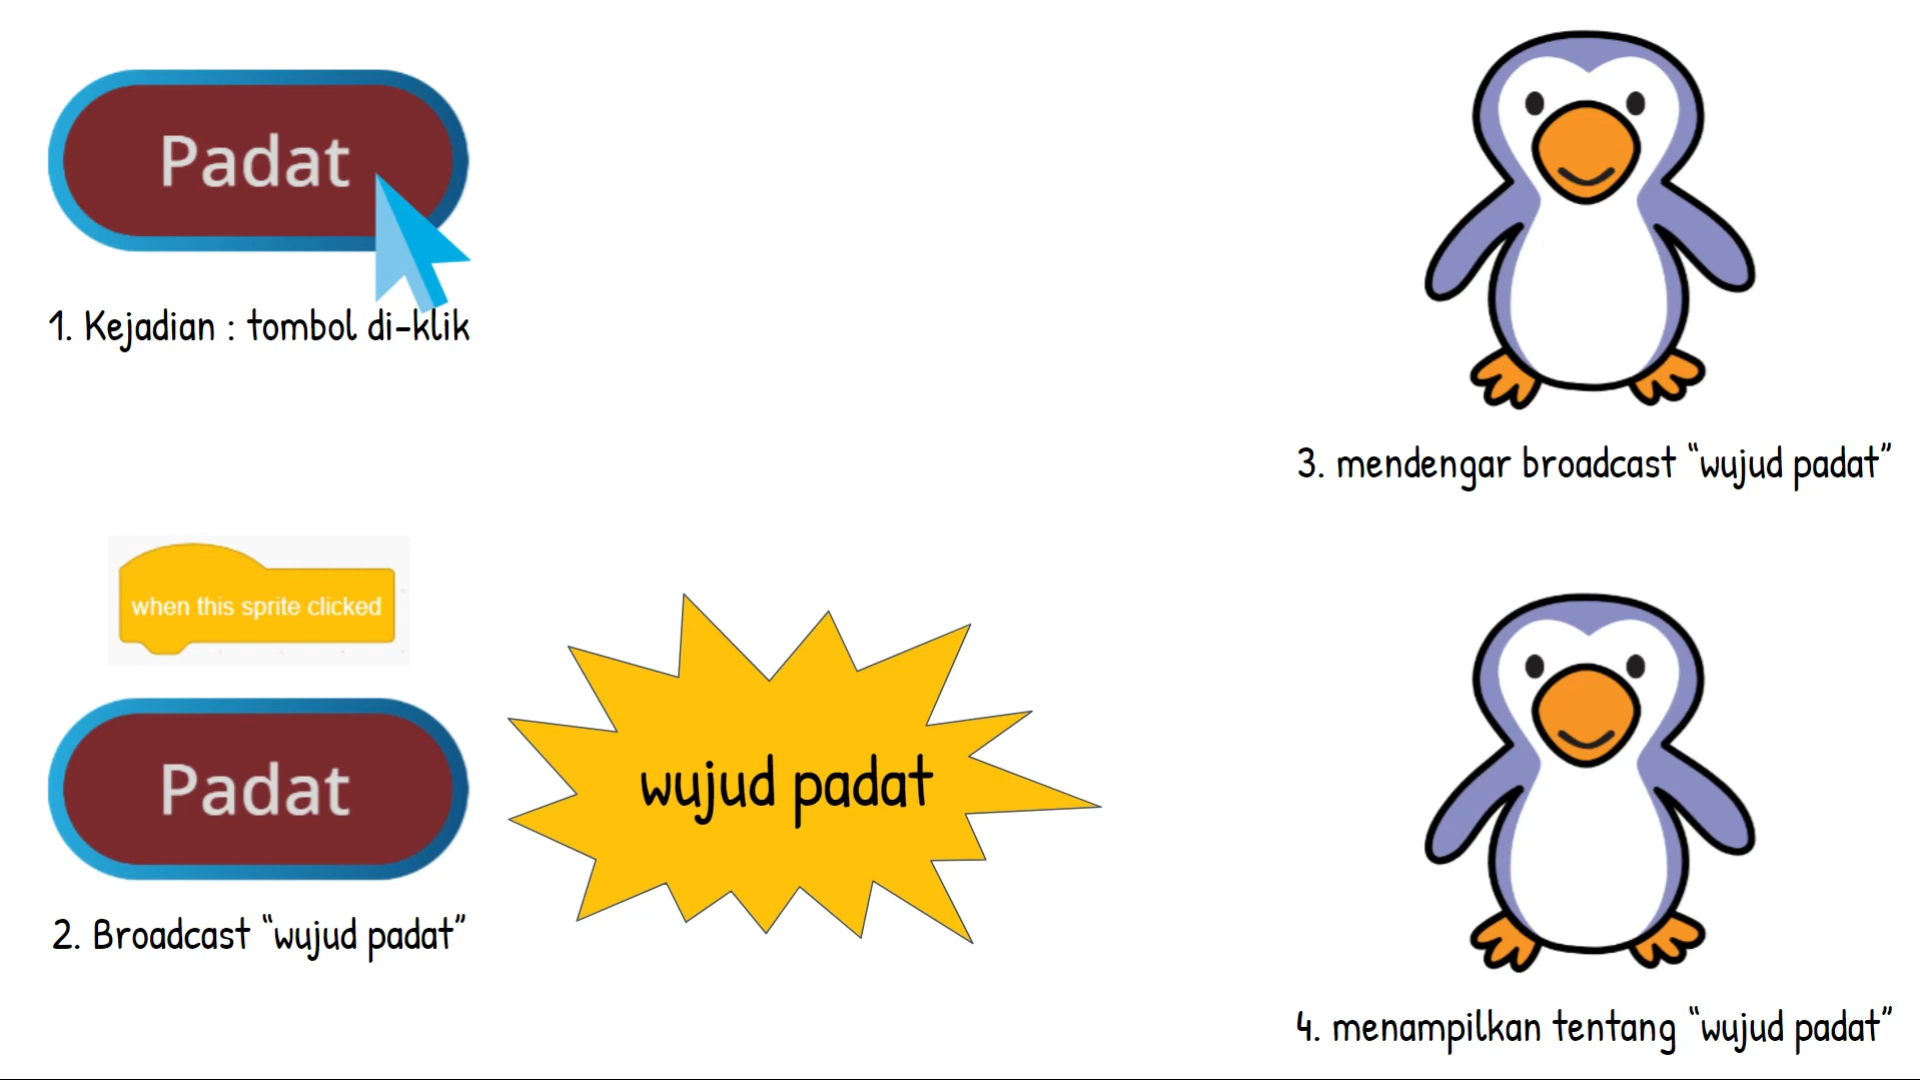 Padat
1. Kejadian : tombol di-klik
when this sprite clicked
Padat
2. Broadcast “wujud padat”
wujud padat
3. mendengar broadcast “wujud padat”
4. menampilkan tentang “wujud padat”